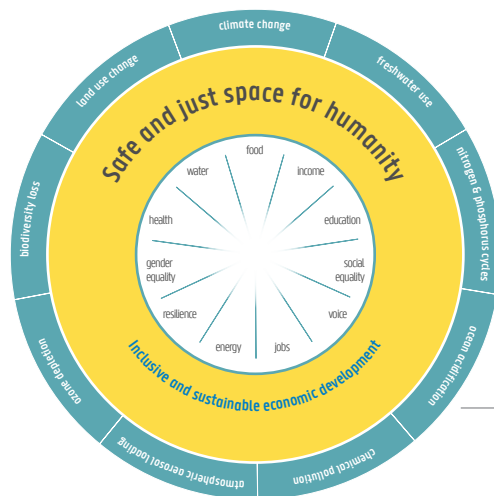 climate change
freshwater use
nitrogen & phosphorus cycles
ocean acidification
chemical pollution
atmospheric aerosol loading
ozone depletion
biodiversity loss
land use change
Safe and just space for humanity
food
income
education
social
equality
voice
jobs
energy
resilience
gender
equality
health
water
Inclusive and sustainable economic development